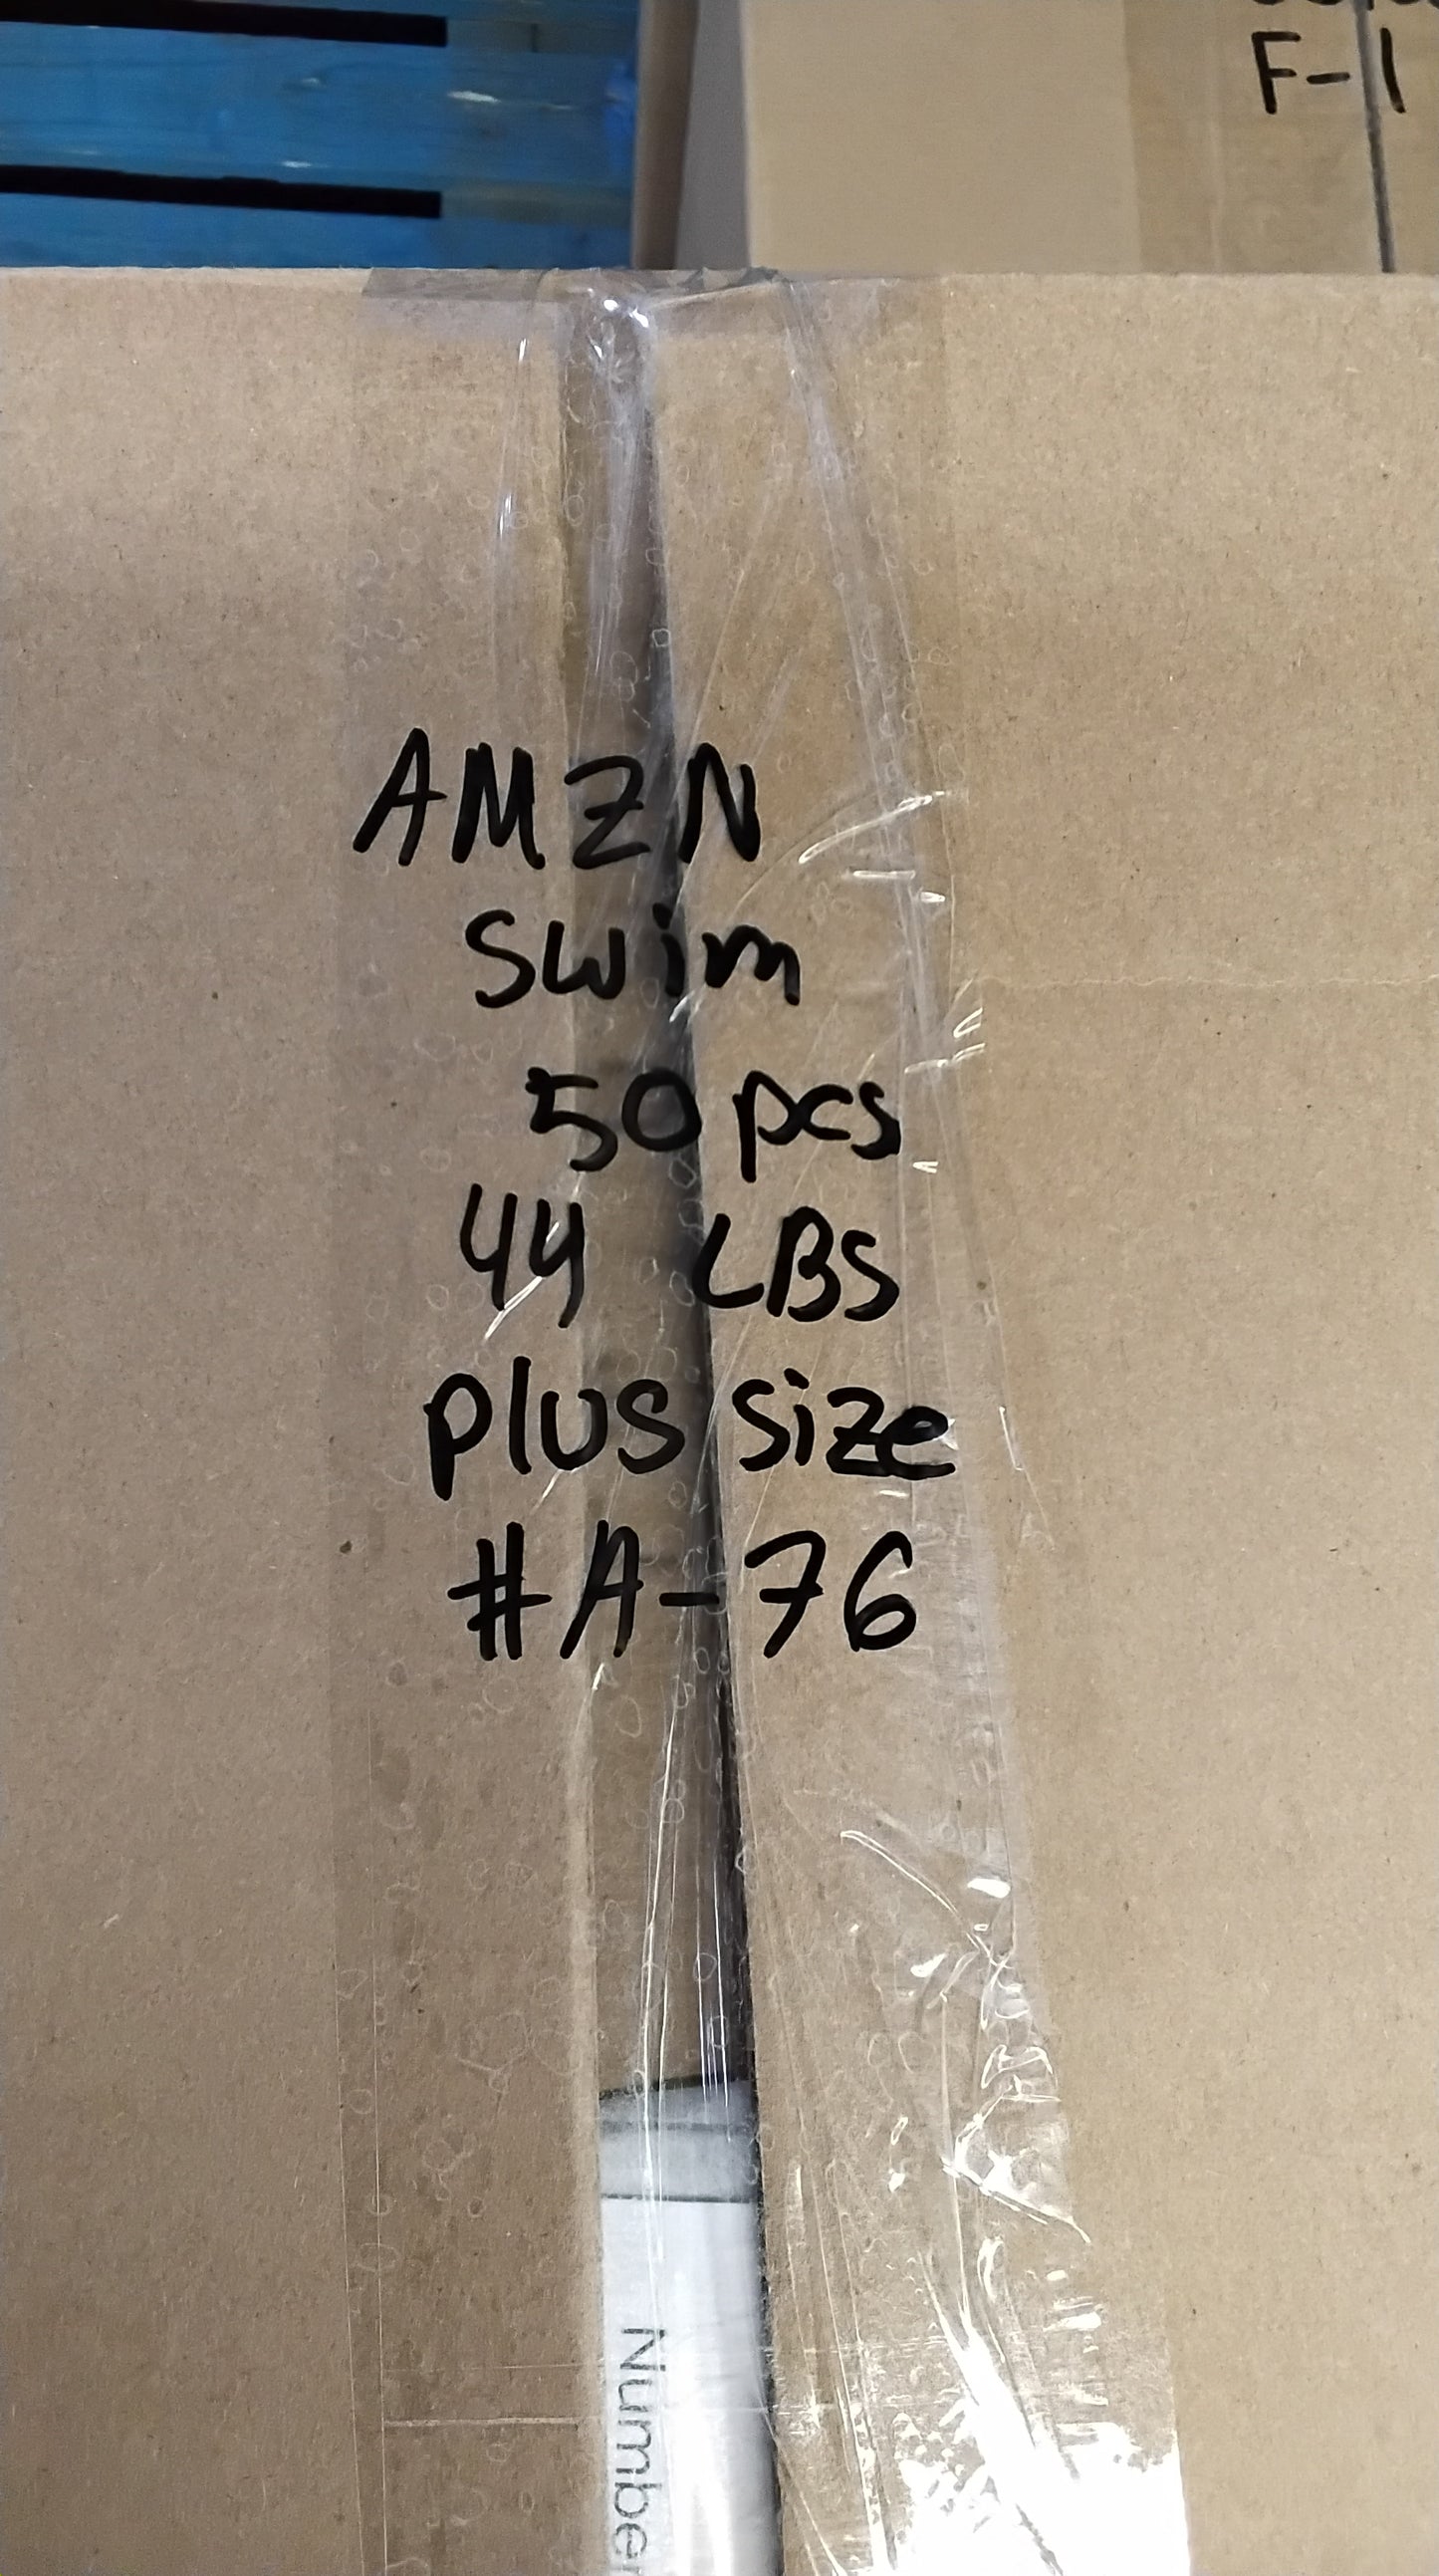 F-1
AMZN
swim
50 pcs
44 LBS
plus size
#A-76
Number